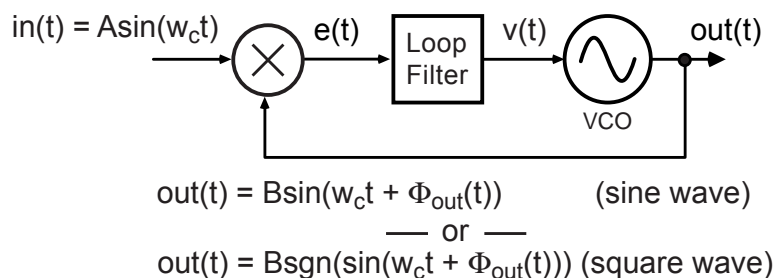 in(t) = Asin(w_ct)
e(t)
Loop
Filter
v(t)
out(t)
VCO
out(t) = Bsin(w_ct + Φ_out(t)) (sine wave)
— or —
out(t) = Bsgn(sin(w_ct + Φ_out(t))) (square wave)